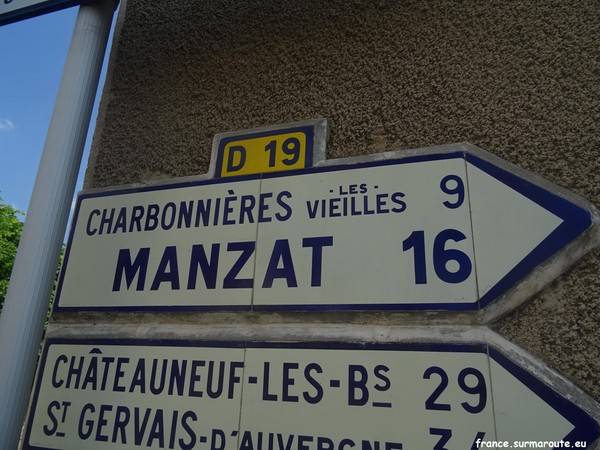 D 19
CHARBONNIÈRES -LES- VIEILLES 9
MANZAT 16
CHÂTEAUNEUF-LES-Bs 29
St GERVAIS-D'AUVERGNE
france.surmaroute.eu